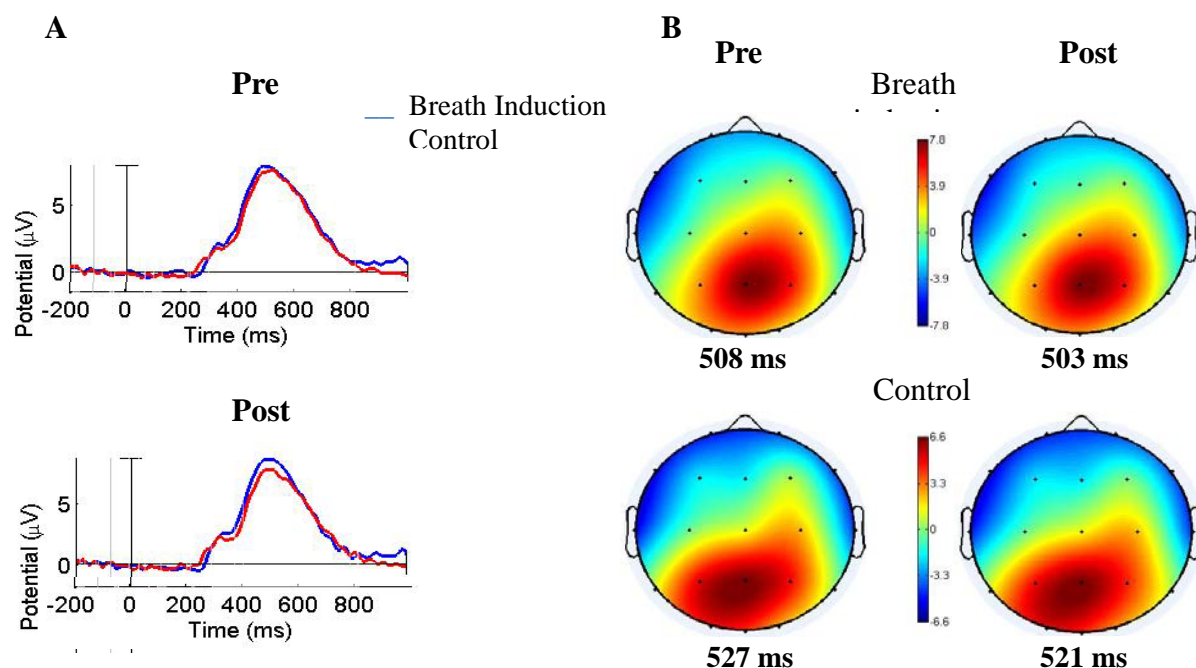 A
Pre
Breath Induction
Control
Potential (μV)
5
0
-200 0 200 400 600 800
Time (ms)
Post
Potential (μV)
5
0
-200 0 200 400 600 800
Time (ms)
B
Pre
Post
Breath
7.8
3.9
0
-3.9
-7.8
508 ms
503 ms
Control
6.6
3.3
0
-3.3
-6.6
527 ms
521 ms